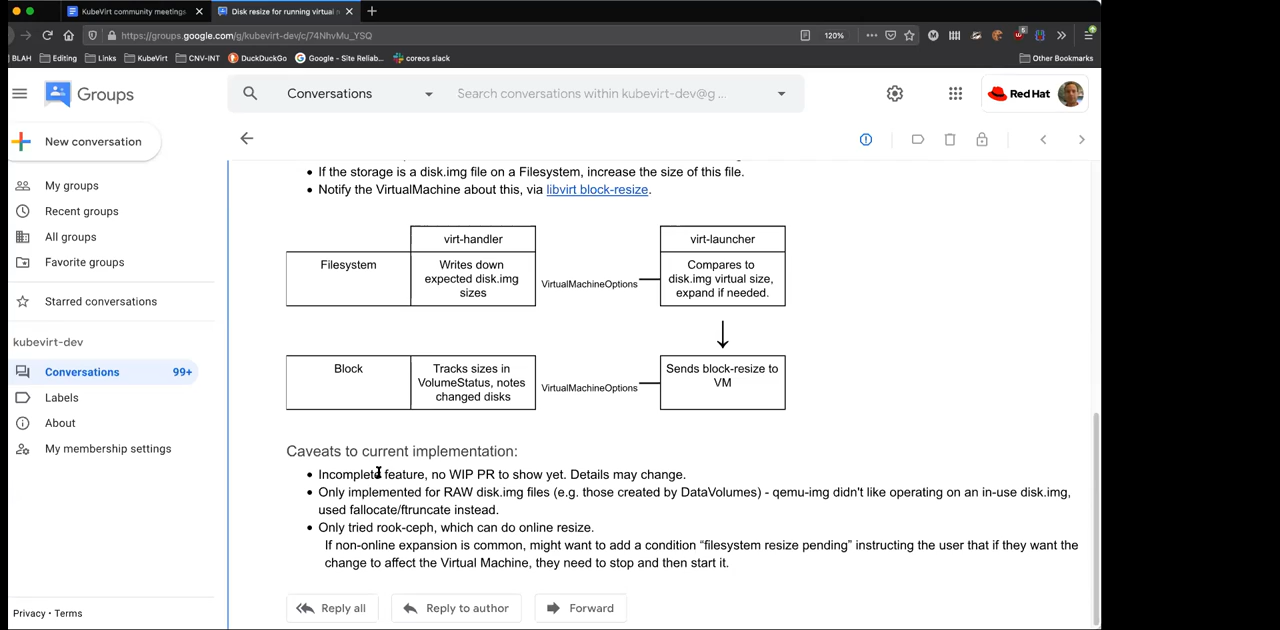 KubeVirt community meetings
Disk resize for running virtual
https://groups.google.com/g/kubevirt-dev/c/74NhvMu_YSQ
120%
5
BLAH
Editing
Links
KubeVirt
CNV-INT
DuckDuckGo
Google - Site Reliab...
coreos slack
Other Bookmarks
Groups
Conversations
Search conversations within kubevirt-dev@g ...
Red Hat
New conversation
My groups
Recent groups
All groups
Favorite groups
Starred conversations
kubevirt-dev
Conversations 99+
Labels
About
My membership settings
Privacy • Terms
• If the storage is a disk.img file on a Filesystem, increase the size of this file.
• Notify the VirtualMachine about this, via libvirt block-resize.
virt-handler
virt-launcher
Filesystem
Writes down
expected disk.img
sizes
VirtualMachineOptions
Compares to
disk.img virtual size,
expand if needed.
Block
Tracks sizes in
VolumeStatus, notes
changed disks
VirtualMachineOptions
Sends block-resize to
VM
Caveats to current implementation:
• Incomplete feature, no WIP PR to show yet. Details may change.
• Only implemented for RAW disk.img files (e.g. those created by DataVolumes) - qemu-img didn't like operating on an in-use disk.img,
used fallocate/ftruncate instead.
• Only tried rook-ceph, which can do online resize.
If non-online expansion is common, might want to add a condition “filesystem resize pending” instructing the user that if they want the
change to affect the Virtual Machine, they need to stop and then start it.
Reply all
Reply to author
Forward